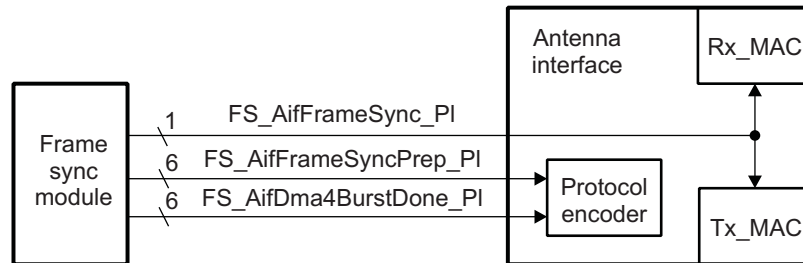 Antenna
interface
Rx_MAC
Frame
sync
module
1
FS_AifFrameSync_Pl
6
FS_AifFrameSyncPrep_Pl
6
FS_AifDma4BurstDone_Pl
Protocol
encoder
Tx_MAC